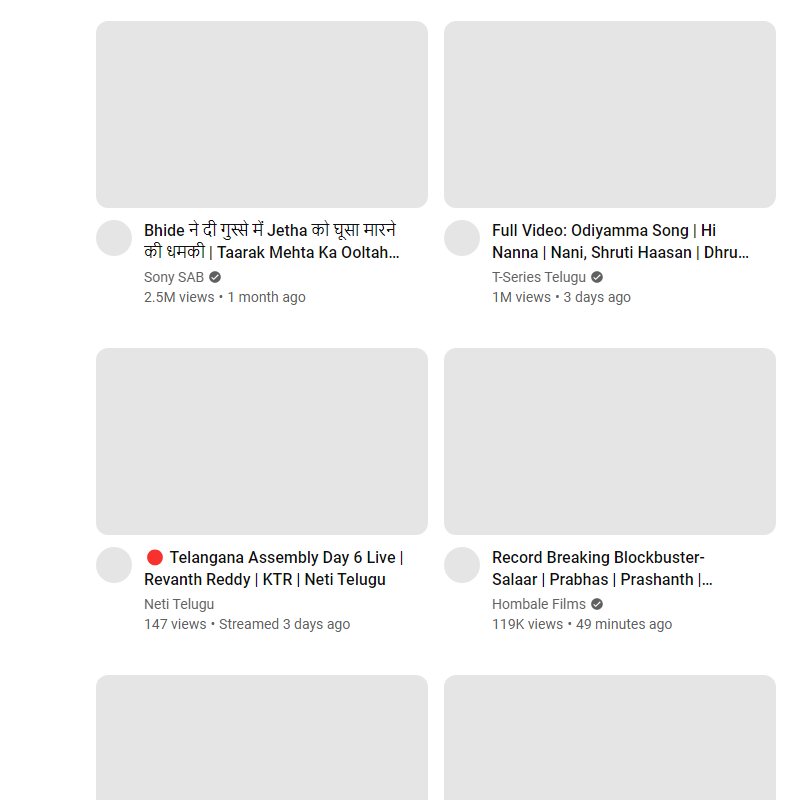 Bhide ने दी गुस्से में Jetha को घूसा मारने
की धमकी | Taarak Mehta Ka Ooltah...
Sony SAB
2.5M views • 1 month ago
Full Video: Odiyamma Song | Hi
Nanna | Nani, Shruti Haasan | Dhru...
T-Series Telugu
1M views • 3 days ago
🔴 Telangana Assembly Day 6 Live |
Revanth Reddy | KTR | Neti Telugu
Neti Telugu
147 views • Streamed 3 days ago
Record Breaking Blockbuster-
Salaar | Prabhas | Prashanth |...
Hombale Films
119K views • 49 minutes ago